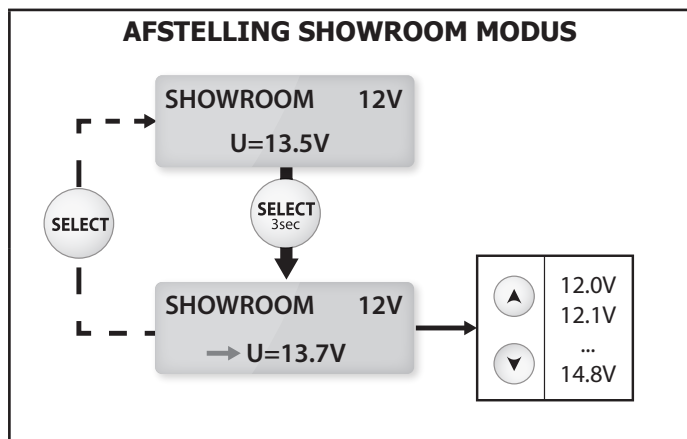 AFSTELLING SHOWROOM MODUS
SHOWROOM 12V
U=13.5V
SELECT
SELECT
3sec
SHOWROOM 12V
U=13.7V
12.0V
12.1V
...
14.8V